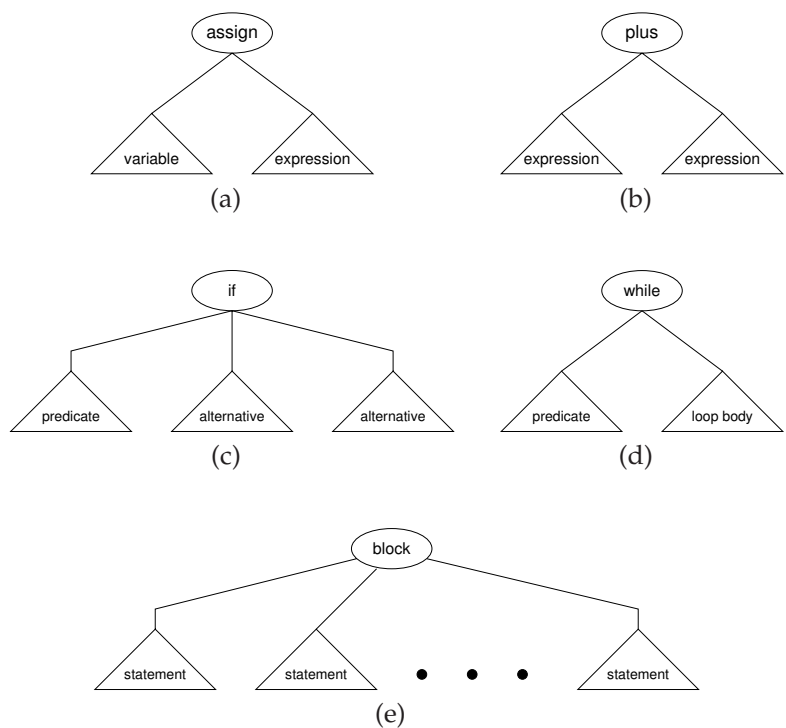 assign
plus
variable
expression
expression
expression
(a)
(b)
if
while
predicate
alternative
alternative
predicate
loop body
(c)
(d)
block
statement
statement
statement
(e)